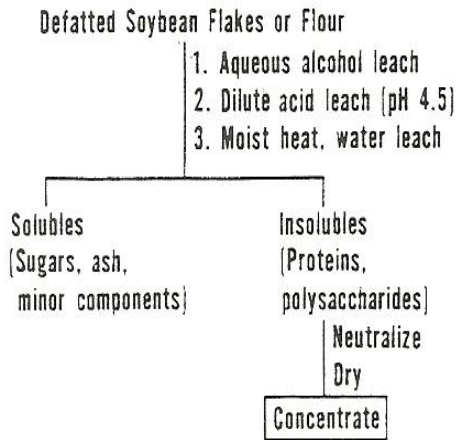 Defatted Soybean Flakes or Flour
1. Aqueous alcohol leach
2. Dilute acid leach (pH 4.5)
3. Moist heat, water leach
Solubles
(Sugars, ash,
minor components)
Insolubles
(Proteins,
polysaccharides)
Neutralize
Dry
Concentrate